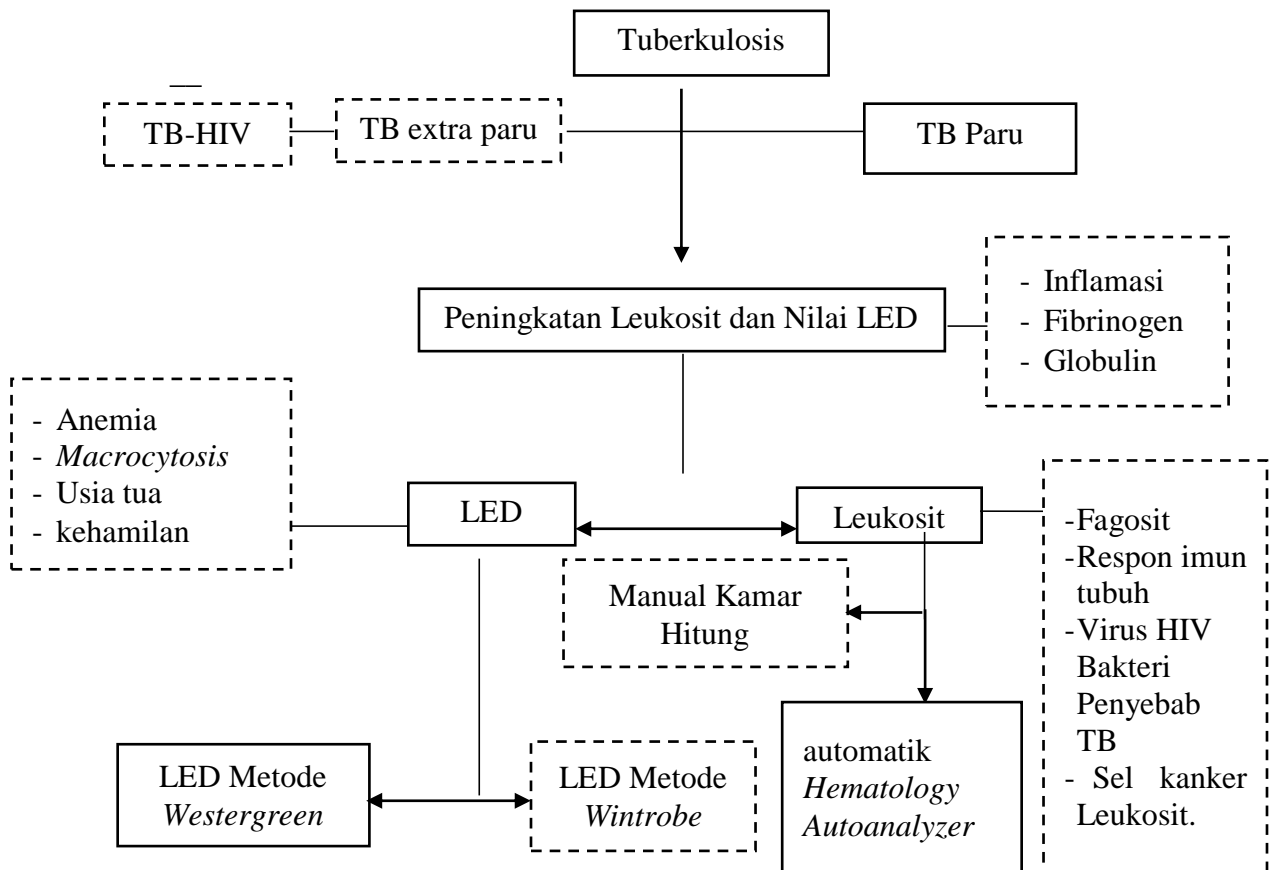 Tuberkulosis
TB-HIV
TB extra paru
TB Paru
Peningkatan Leukosit dan Nilai LED
- Inflamasi
- Fibrinogen
- Globulin
- Anemia
- Macrocytosis
- Usia tua
- kehamilan
LED
Leukosit
-Fagosit
-Respon imun
tubuh
-Virus HIV
Bakteri
Penyebab
TB
- Sel kanker
Leukosit.
Manual Kamar
Hitung
LED Metode
Westergreen
LED Metode
Wintrobe
automatik
Hematology
Autoanalyzer